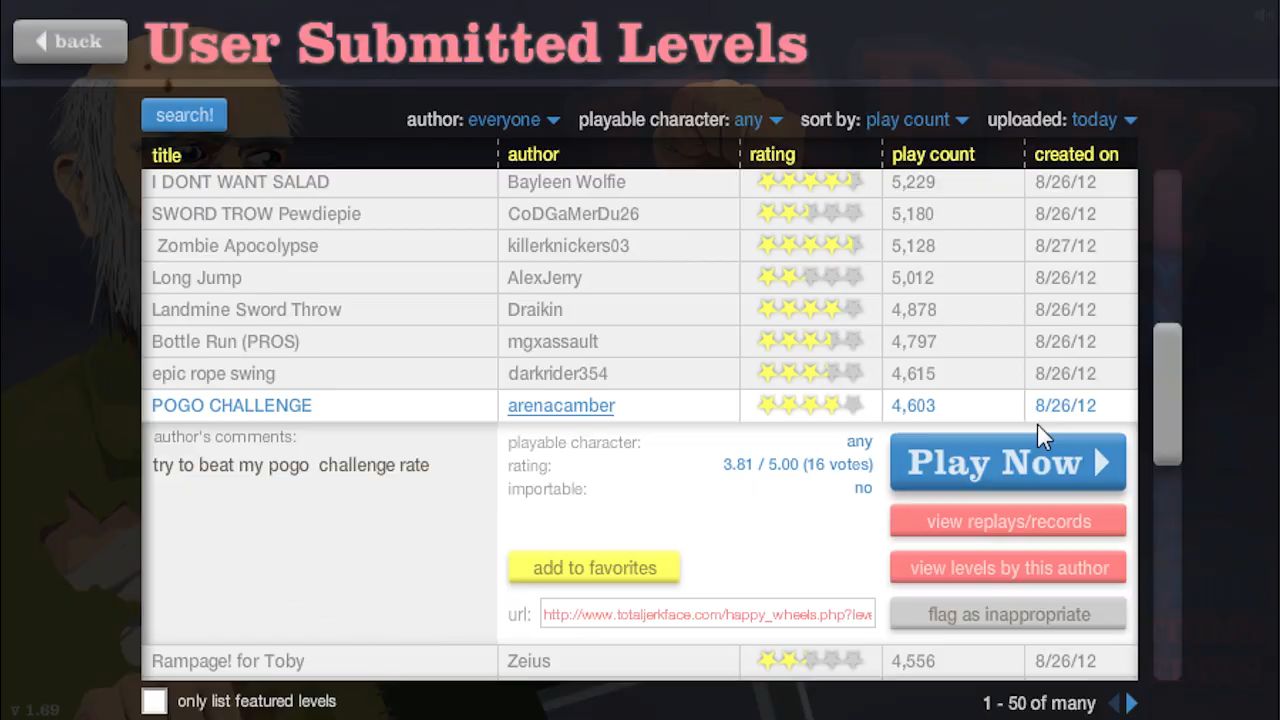 back
User Submitted Levels
search!
author: everyone playable character: any sort by: play count uploaded: today
title author rating play count created on
I DONT WANT SALAD Bayleen Wolfie 5,229 8/26/12
SWORD TROW Pewdiepie CoDGaMerDu26 5,180 8/26/12
Zombie Apocolypse killerknickers03 5,128 8/27/12
Long Jump AlexJerry 5,012 8/26/12
Landmine Sword Throw Draikin 4,878 8/26/12
Bottle Run (PROS) mgxassault 4,797 8/26/12
epic rope swing darkrider354 4,615 8/26/12
POGO CHALLENGE arenacamber 4,603 8/26/12
author's comments:
try to beat my pogo challenge rate
playable character: any
rating: 3.81 / 5.00 (16 votes)
importable: no
add to favorites
url: http://www.totaljerkface.com/happy_wheels.php?leve
Play Now
view replays/records
view levels by this author
flag as inappropriate
Rampage! for Toby Zeius 4,556 8/26/12
only list featured levels
1 - 50 of many
v 1.69